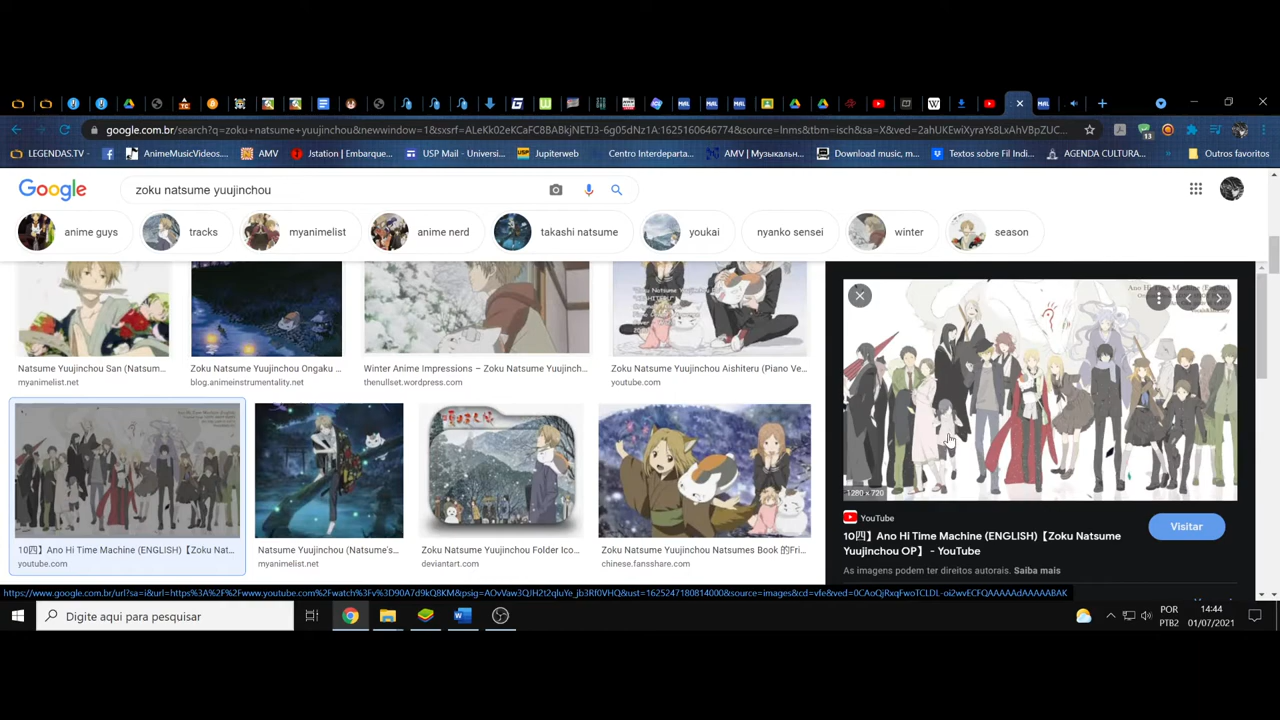 google.com.br/search?q=zoku+natsume+yuujinchou&newwindow=1&sxsrf=ALeKk02eKCaFC8BABkjNETJ3-6g05dNz1A:1625160646774&source=lnms&tbm=isch&sa=X&ved=2ahUKEwiXyraYs8LxAhVBpZUC...
LEGENDAS.TV
AnimeMusicVideos...
AMV
Jstation | Embarque...
USP Mail - Universi...
Jupiterweb
Centro Interdeparta...
AMV | Музыкальн...
Download music, m...
Textos sobre Fil Indi...
AGENDA CULTURA...
Outros favoritos
Google
zoku natsume yuujinchou
anime guys
tracks
myanimelist
anime nerd
takashi natsume
youkai
nyanko sensei
winter
season
Natsume Yuujinchou San (Natsum...
myanimelist.net
Zoku Natsume Yuujinchou Ongaku ...
blog.animeinstrumentality.net
Winter Anime Impressions – Zoku Natsume Yuujinch...
thenullset.wordpress.com
Zoku Natsume Yuujinchou Aishiteru (Piano Ve...
youtube.com
10四】Ano Hi Time Machine (ENGLISH)【Zoku Nat...
youtube.com
Natsume Yuujinchou (Natsume's...
myanimelist.net
Zoku Natsume Yuujinchou Folder Ico...
deviantart.com
Zoku Natsume Yuujinchou Natsumes Book 的Fri...
chinese.fansshare.com
Ano Hi Time Machine (English)
1280 x 720
YouTube
10四】Ano Hi Time Machine (ENGLISH)【Zoku Natsume
Yuujinchou OP】 - YouTube
Visitar
As imagens podem ter direitos autorais. Saiba mais
Digite aqui para pesquisar
POR
PTB2
14:44
01/07/2021